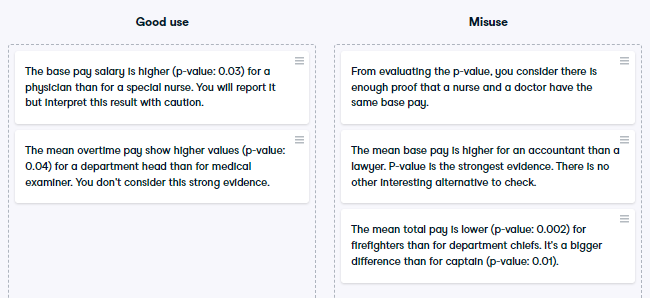 Good use
Misuse
The base pay salary is higher (p-value: 0.03) for a
physician than for a special nurse. You will report it
but interpret this result with caution.
The mean overtime pay show higher values (p-value:
0.04) for a department head than for medical
examiner. You don't consider this strong evidence.
From evaluating the p-value, you consider there is
enough proof that a nurse and a doctor have the
same base pay.
The mean base pay is higher for an accountant than a
lawyer. P-value is the strongest evidence. There is no
other interesting alternative to check.
The mean total pay is lower (p-value: 0.002) for
firefighters than for department chiefs. It's a bigger
difference than for captain (p-value: 0.01).